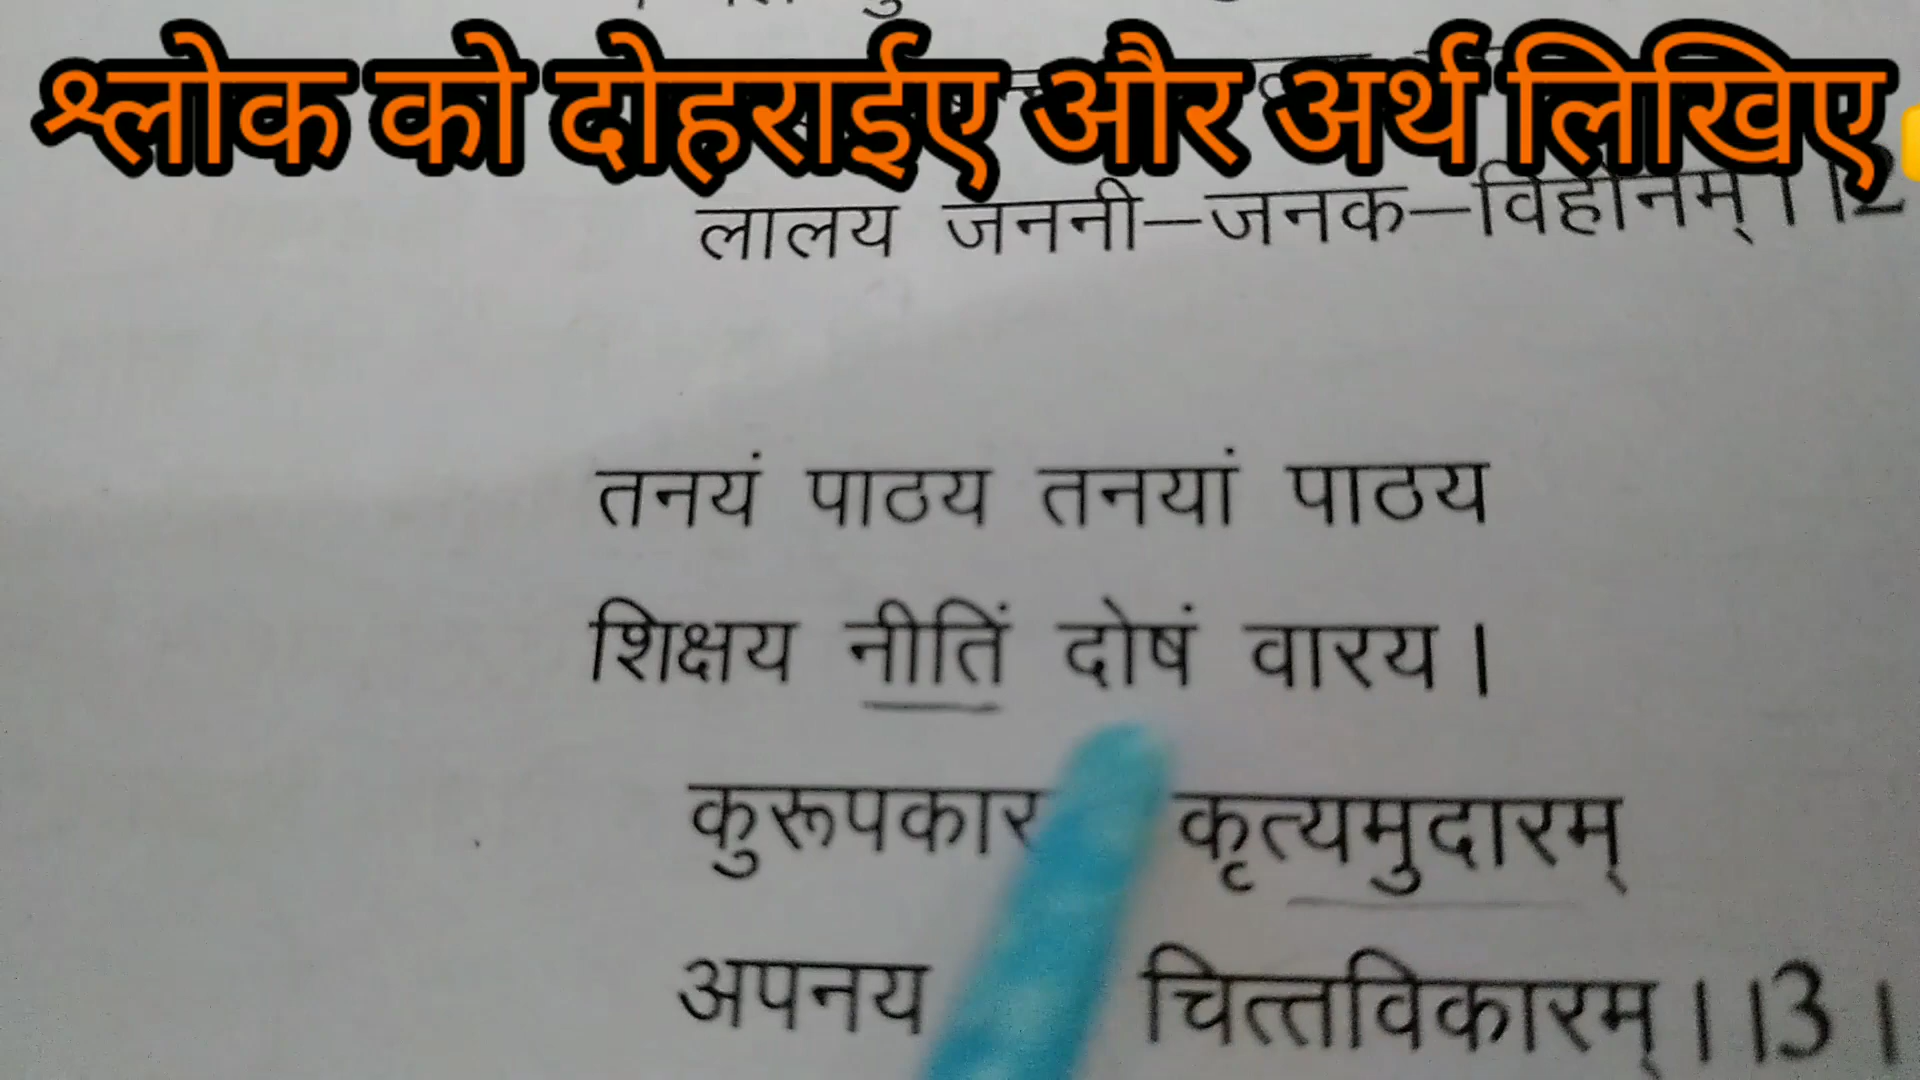 श्लोक को दोहराईए और अर्थ लिखिए
लालय जननी–जनक–विहीनम्।।2
तनयं पाठय तनयां पाठय
शिक्षय नीतिं दोषं वारय।
कुरूपकार कृत्यमुदारम्
अपनय चित्तविकारम्।।3।